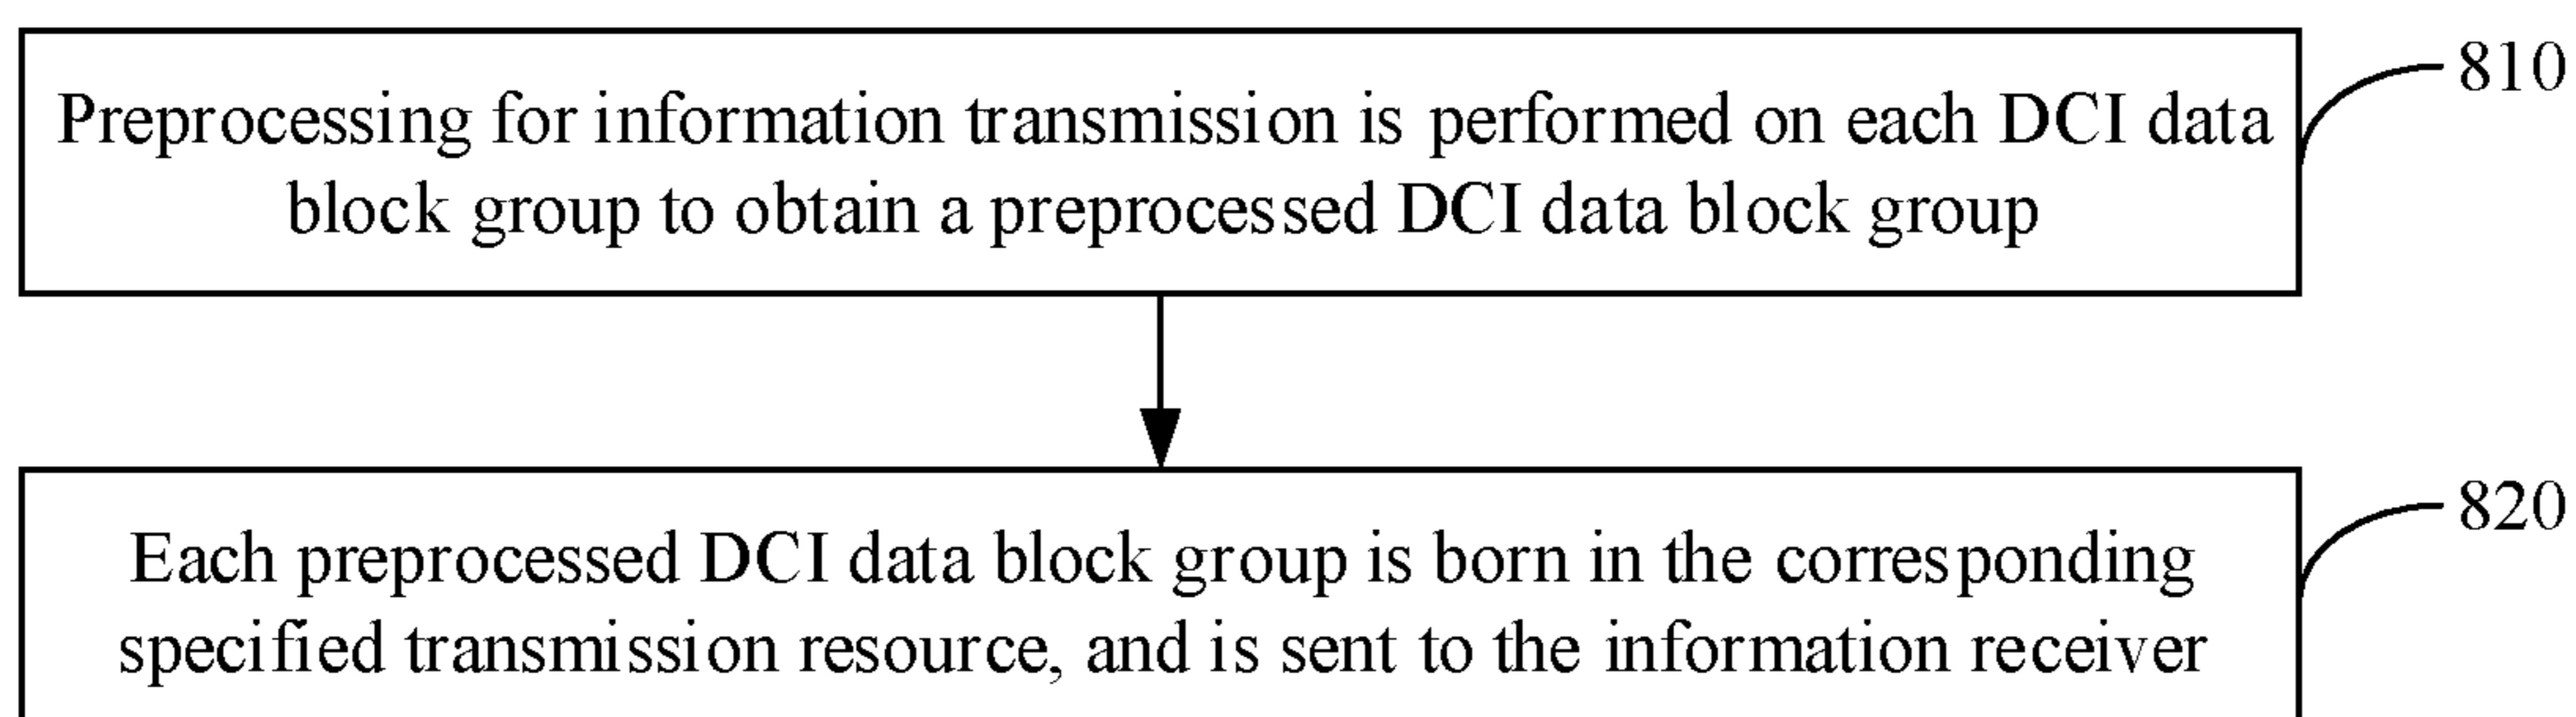 Preprocessing for information transmission is performed on each DCI data
block group to obtain a preprocessed DCI data block group
810
Each preprocessed DCI data block group is born in the corresponding
specified transmission resource, and is sent to the information receiver
820